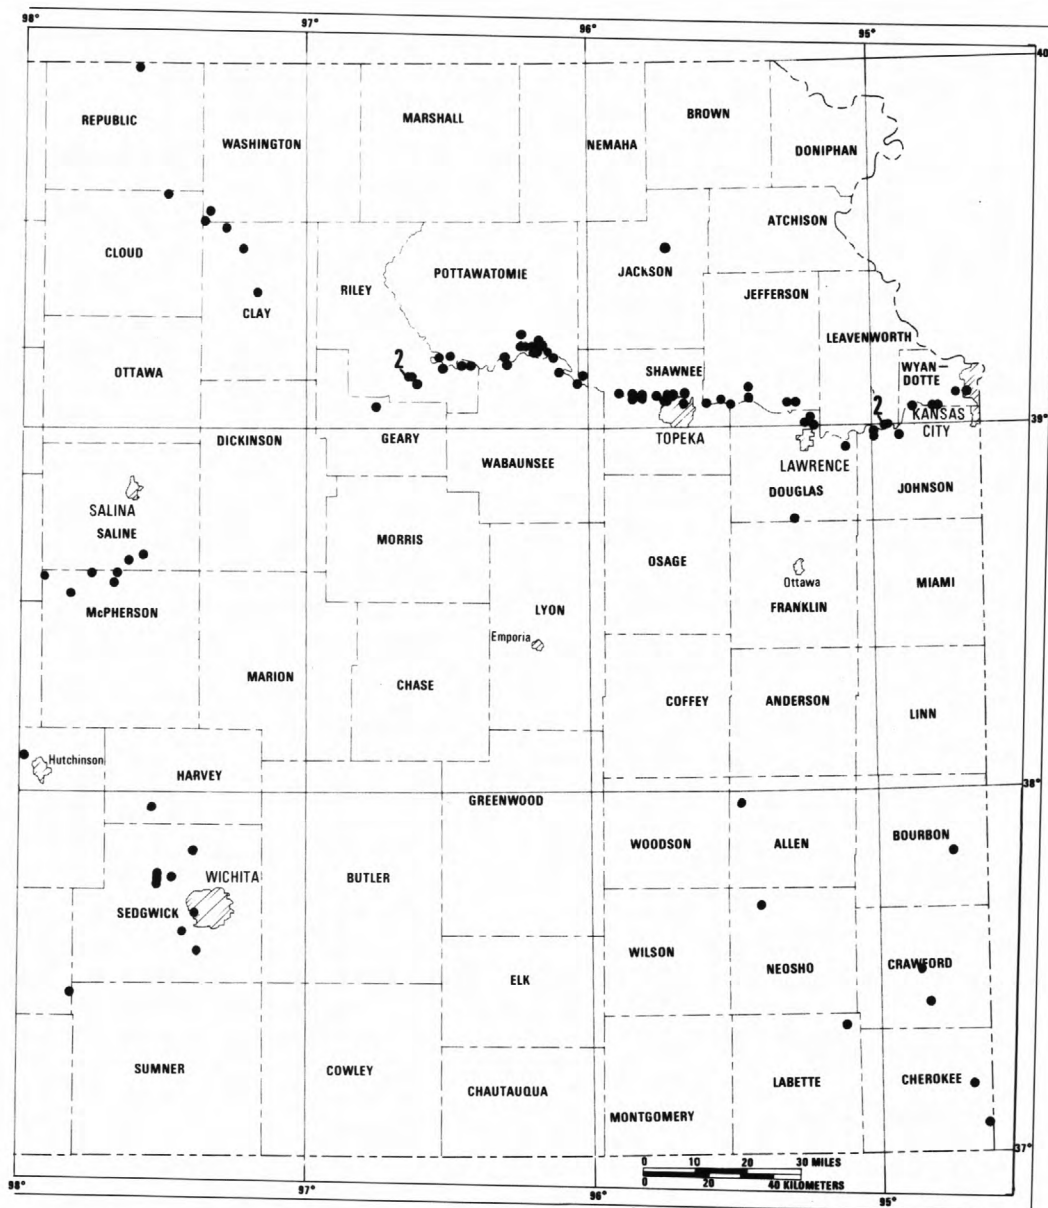 98° 97° 96° 95°
40
REPUBLIC
WASHINGTON
MARSHALL
NEMAHA
BROWN
DONIPHAN
ATCHISON
CLOUD
CLAY
RILEY
POTTAWATOMIE
JACKSON
JEFFERSON
LEAVENWORTH
WYAN–
DOTTE
OTTAWA
2
SHAWNEE
2
KANSAS
CITY
39°
DICKINSON
GEARY
WABAUNSEE
TOPEKA
LAWRENCE
DOUGLAS
JOHNSON
SALINA
SALINE
MORRIS
OSAGE
Ottawa
FRANKLIN
MIAMI
McPHERSON
LYON
Emporia
MARION
CHASE
COFFEY
ANDERSON
LINN
Hutchinson
HARVEY
GREENWOOD
38°
WOODSON
ALLEN
BOURBON
WICHITA
BUTLER
SEDGWICK
WILSON
NEOSHO
CRAWFORD
ELK
SUMNER
COWLEY
CHAUTAUQUA
MONTGOMERY
LABETTE
CHEROKEE
37°
0 10 20 30 MILES
0 20 40 KILOMETERS
98° 97° 96° 95°